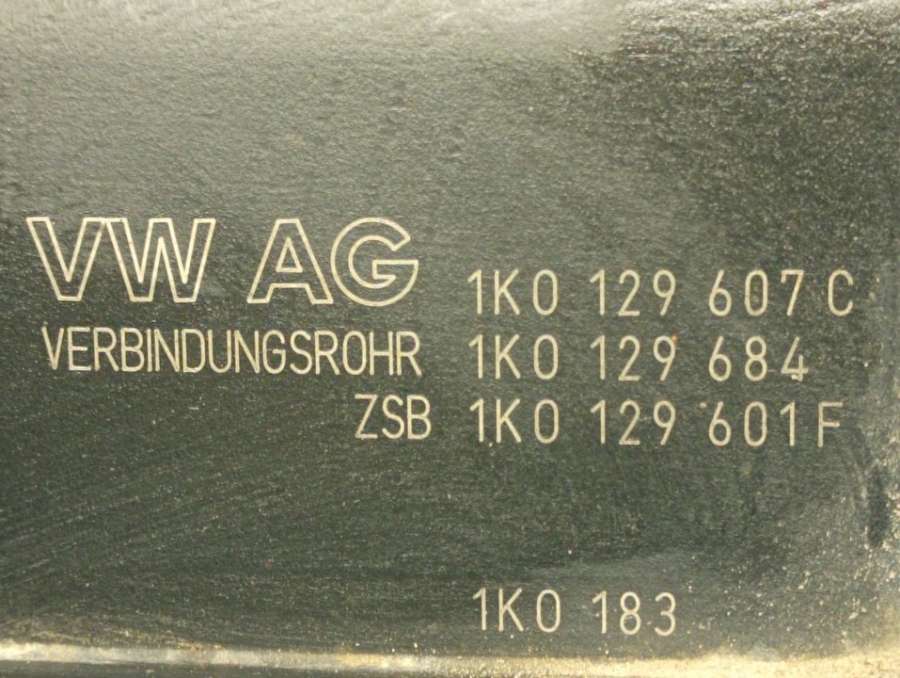 VW AG 1K0 129 607 C
VERBINDUNGSROHR 1K0 129 684
ZSB 1K0 129 601 F
1K0 183